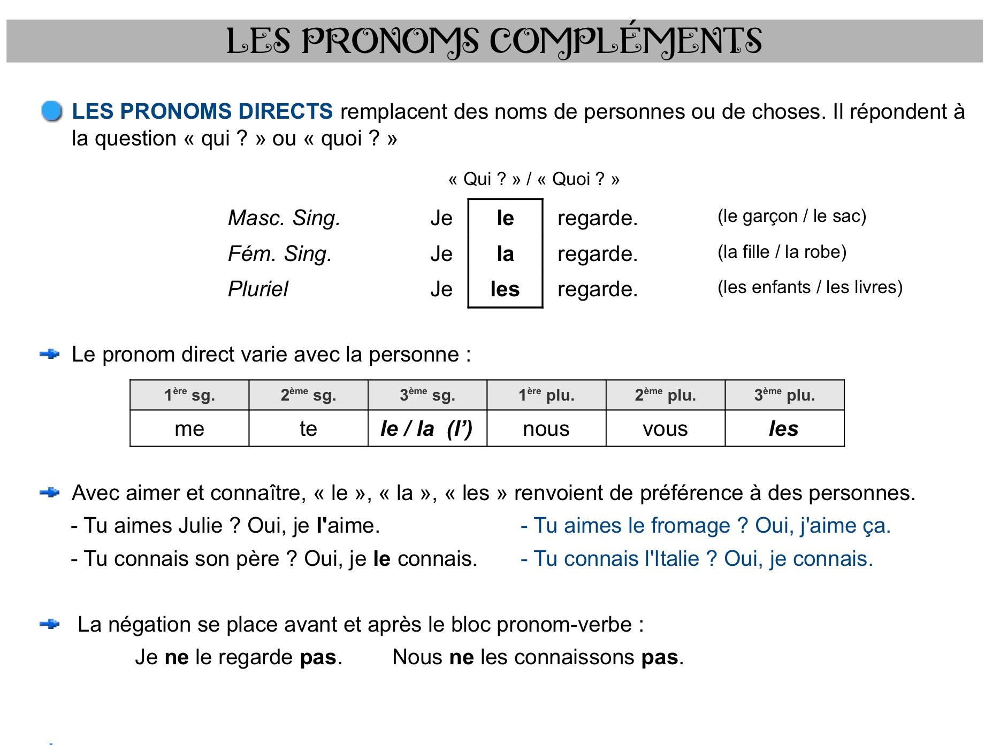 LES PRONOMS COMPLÉMENTS
LES PRONOMS DIRECTS remplacent des noms de personnes ou de choses. Il répondent à
la question « qui ? » ou « quoi ? »
« Qui ? » / « Quoi ? »
Masc. Sing. Je le regarde. (le garçon / le sac)
Fém. Sing. Je la regarde. (la fille / la robe)
Pluriel Je les regarde. (les enfants / les livres)
Le pronom direct varie avec la personne :
1ère sg. 2ème sg. 3ème sg. 1ère plu. 2ème plu. 3ème plu.
me te le / la (l’) nous vous les
Avec aimer et connaître, « le », « la », « les » renvoient de préférence à des personnes.
- Tu aimes Julie ? Oui, je l'aime. - Tu aimes le fromage ? Oui, j'aime ça.
- Tu connais son père ? Oui, je le connais. - Tu connais l'Italie ? Oui, je connais.
La négation se place avant et après le bloc pronom-verbe :
Je ne le regarde pas. Nous ne les connaissons pas.